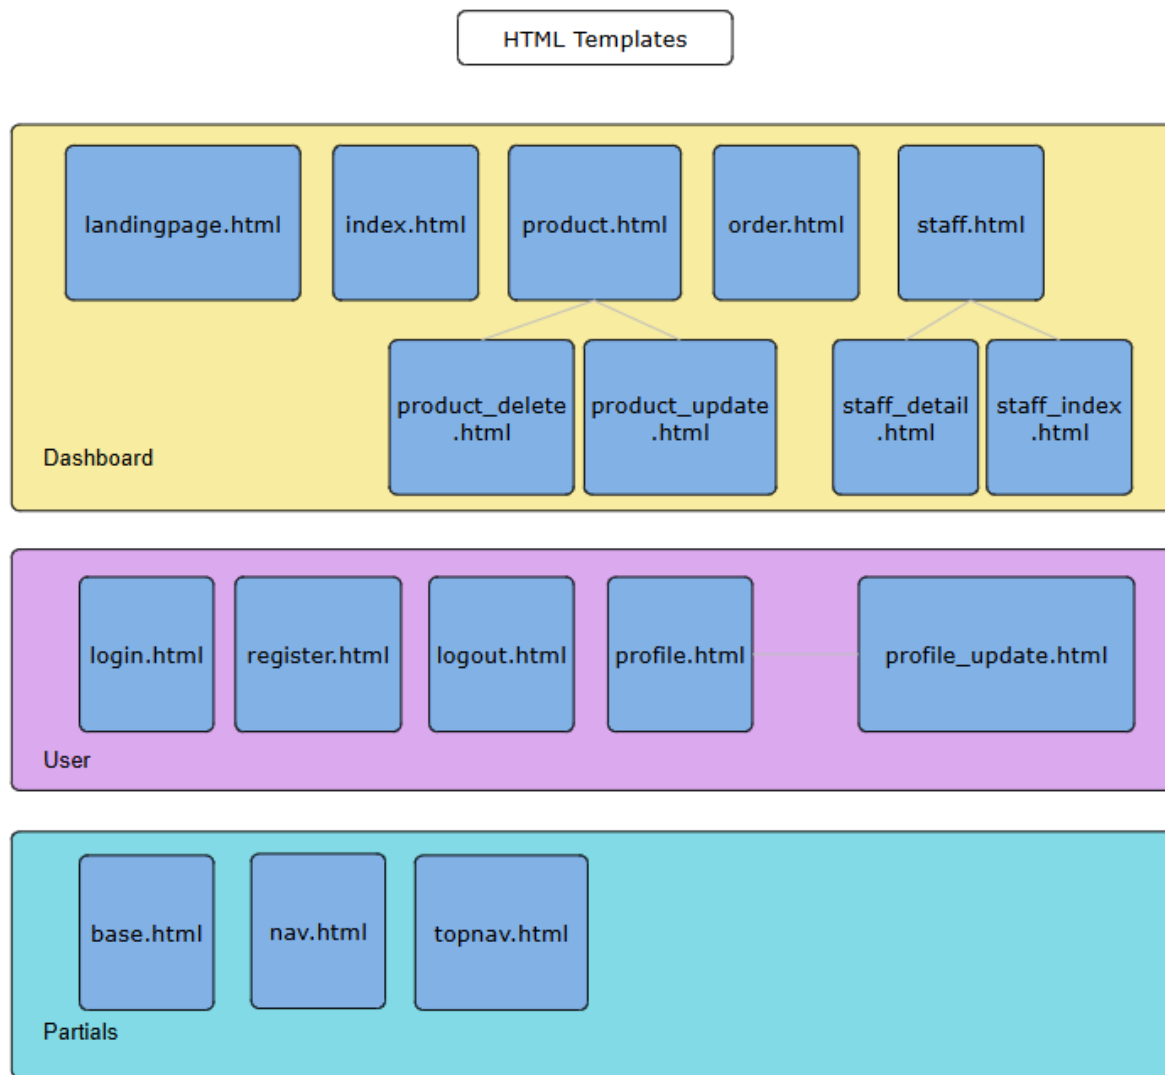 HTML Templates
landingpage.html
index.html
product.html
order.html
staff.html
product_delete
.html
product_update
.html
staff_detail
.html
staff_index
.html
Dashboard
login.html
register.html
logout.html
profile.html
profile_update.html
User
base.html
nav.html
topnav.html
Partials